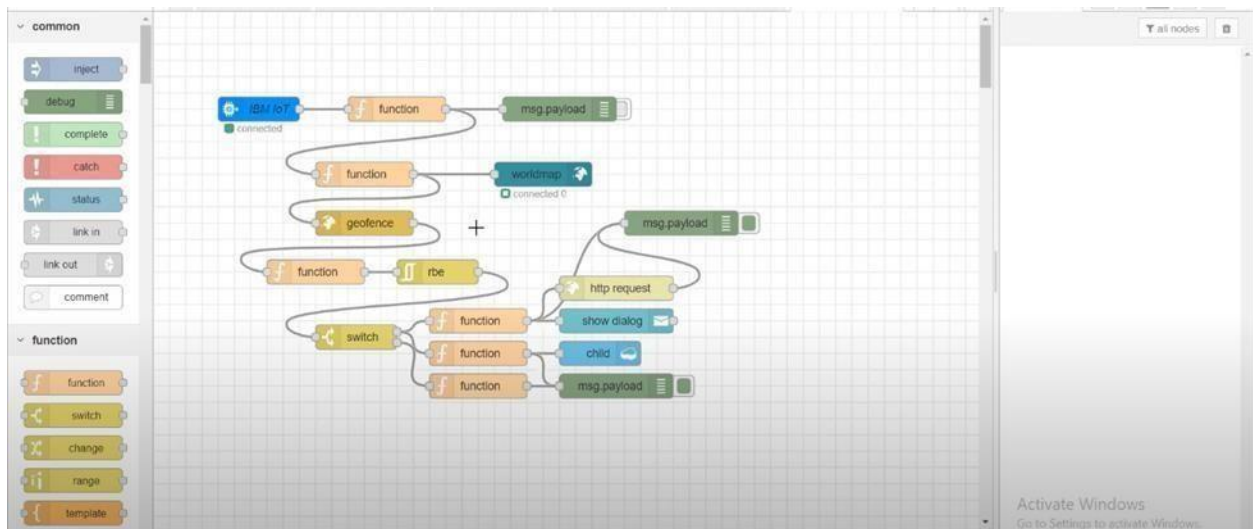 common
all nodes
inject
debug
complete
catch
status
link in
link out
comment
function
function
switch
change
range
template
IBM IoT
function
msg.payload
connected
function
worldmap
connected 0
geofence
msg.payload
function
rbe
http request
switch
function
show dialog
function
child
function
msg.payload
Activate Windows
Go to Settings to activate Windows.